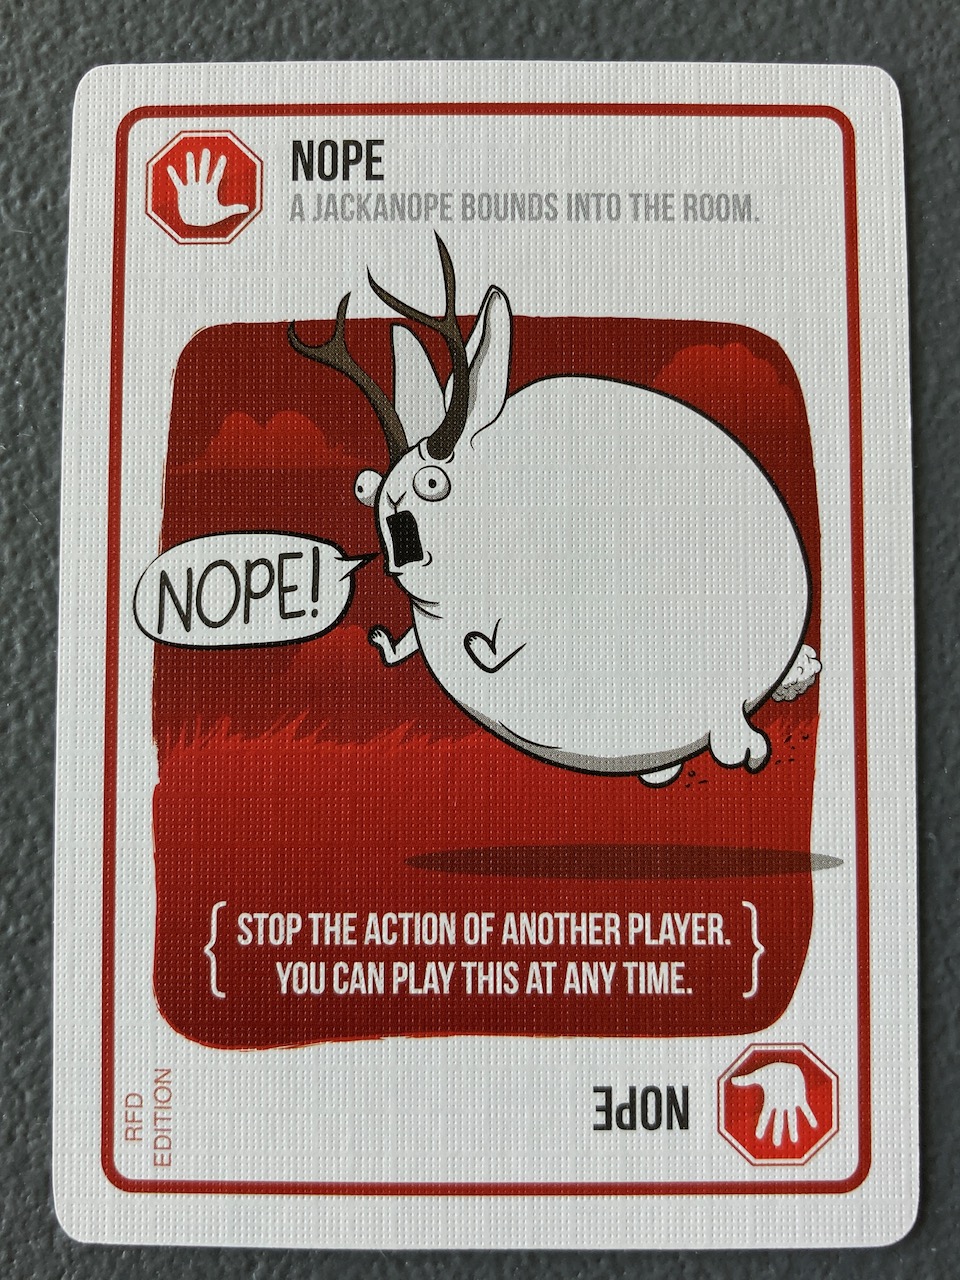 NOPE
A JACKANOPE BOUNDS INTO THE ROOM.
NOPE!
STOP THE ACTION OF ANOTHER PLAYER.
YOU CAN PLAY THIS AT ANY TIME.
RFD
EDITION
NOPE